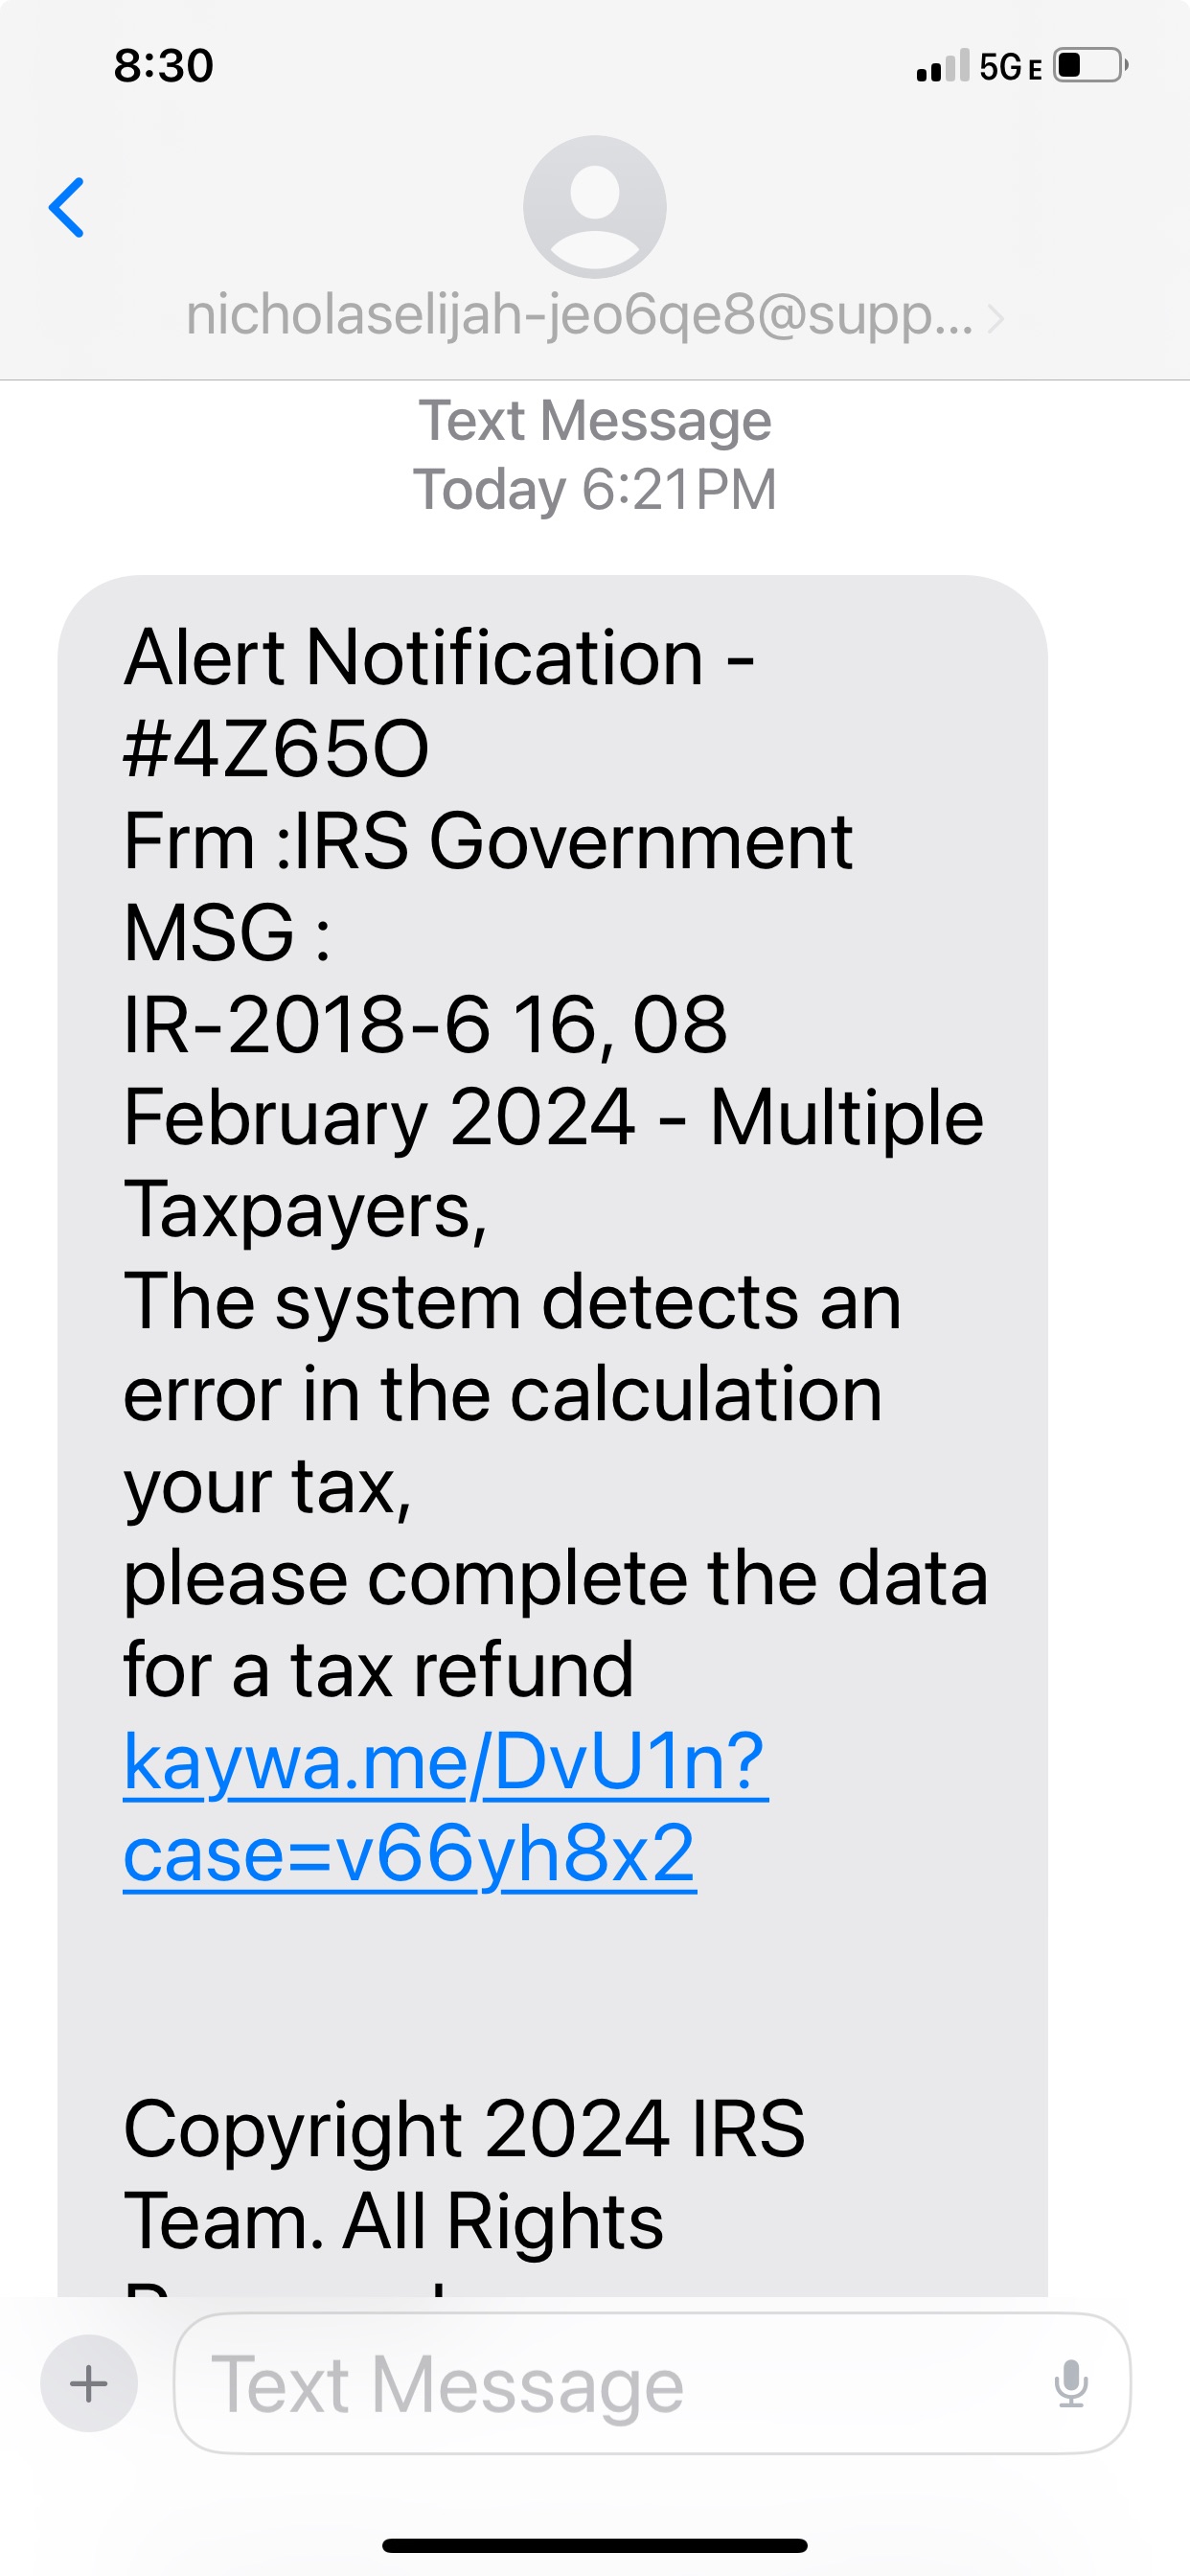 8:30
5G E
nicholaselijah-jeo6qe8@supp...
Text Message
Today 6:21 PM
Alert Notification -
#4Z65O
Frm :IRS Government
MSG :
IR-2018-6 16, 08
February 2024 - Multiple
Taxpayers,
The system detects an
error in the calculation
your tax,
please complete the data
for a tax refund
kaywa.me/DvU1n?
case=v66yh8x2
Copyright 2024 IRS
Team. All Rights
Text Message